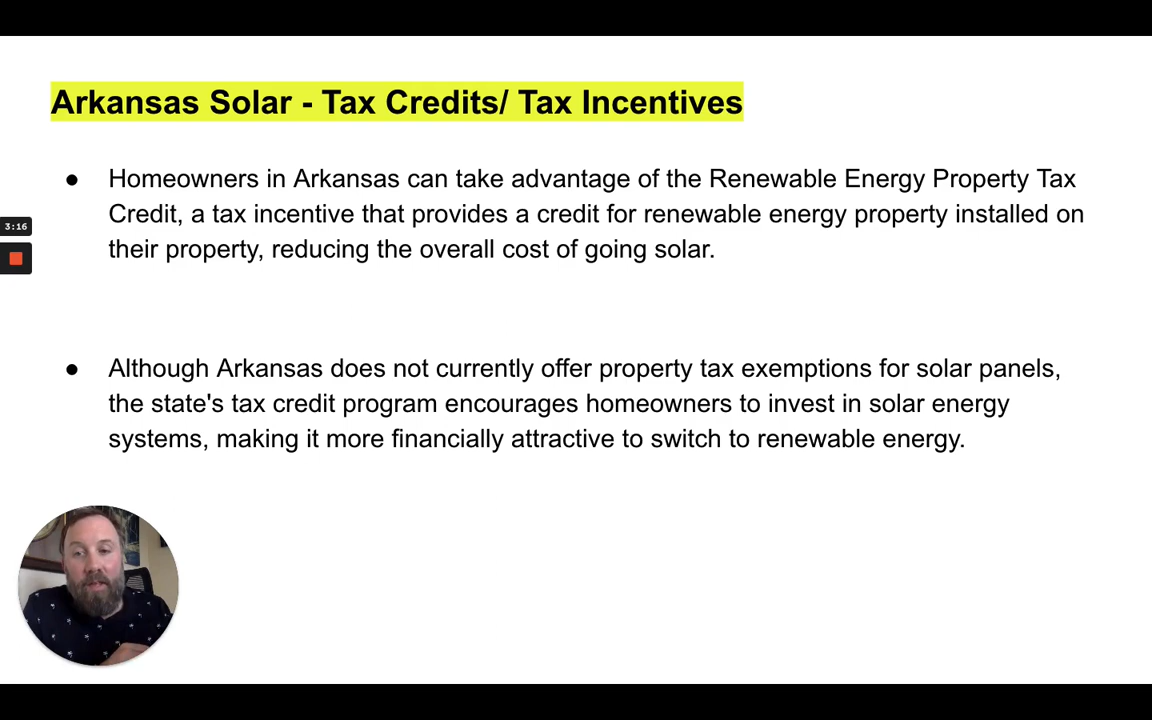 Arkansas Solar - Tax Credits/ Tax Incentives
● Homeowners in Arkansas can take advantage of the Renewable Energy Property Tax
Credit, a tax incentive that provides a credit for renewable energy property installed on
their property, reducing the overall cost of going solar.
3:16
● Although Arkansas does not currently offer property tax exemptions for solar panels,
the state's tax credit program encourages homeowners to invest in solar energy
systems, making it more financially attractive to switch to renewable energy.